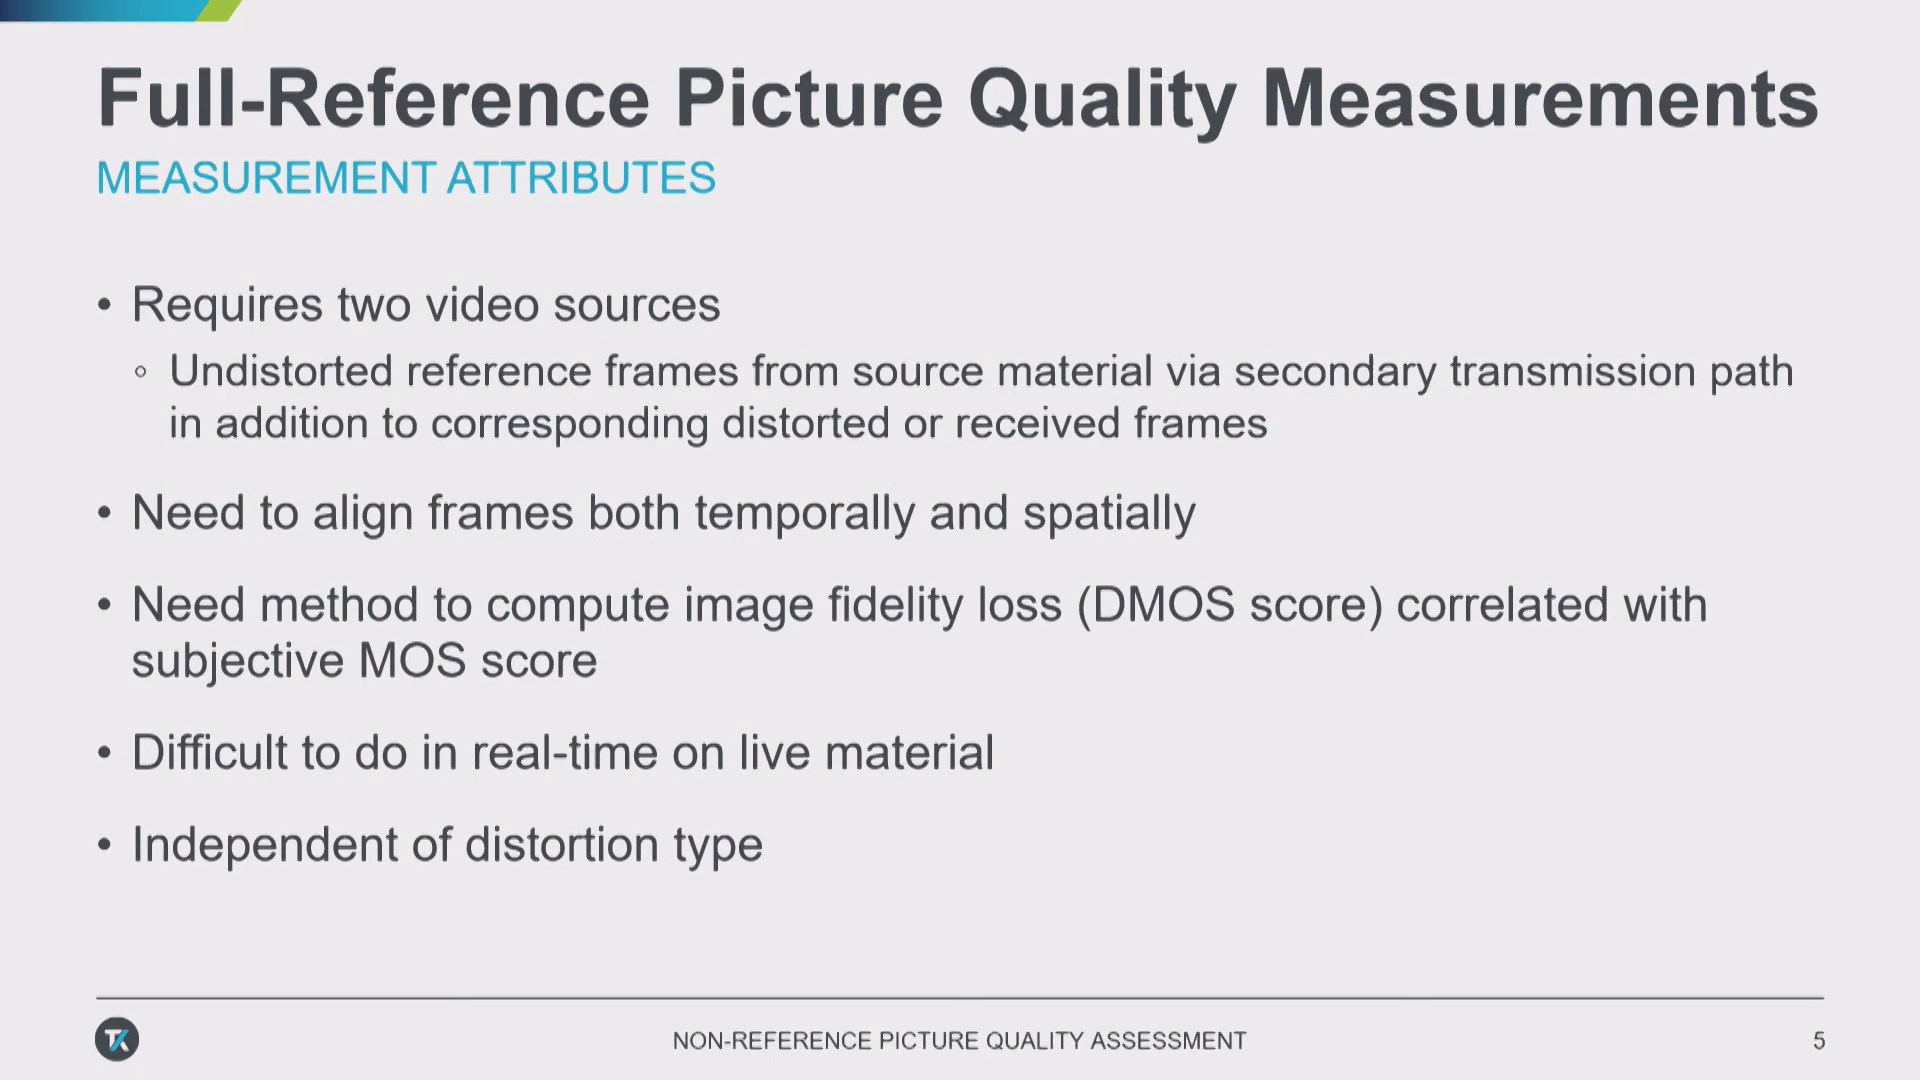 Full-Reference Picture Quality Measurements
MEASUREMENT ATTRIBUTES
• Requires two video sources
◦ Undistorted reference frames from source material via secondary transmission path
in addition to corresponding distorted or received frames
• Need to align frames both temporally and spatially
• Need method to compute image fidelity loss (DMOS score) correlated with
subjective MOS score
• Difficult to do in real-time on live material
• Independent of distortion type
TK
NON-REFERENCE PICTURE QUALITY ASSESSMENT
5